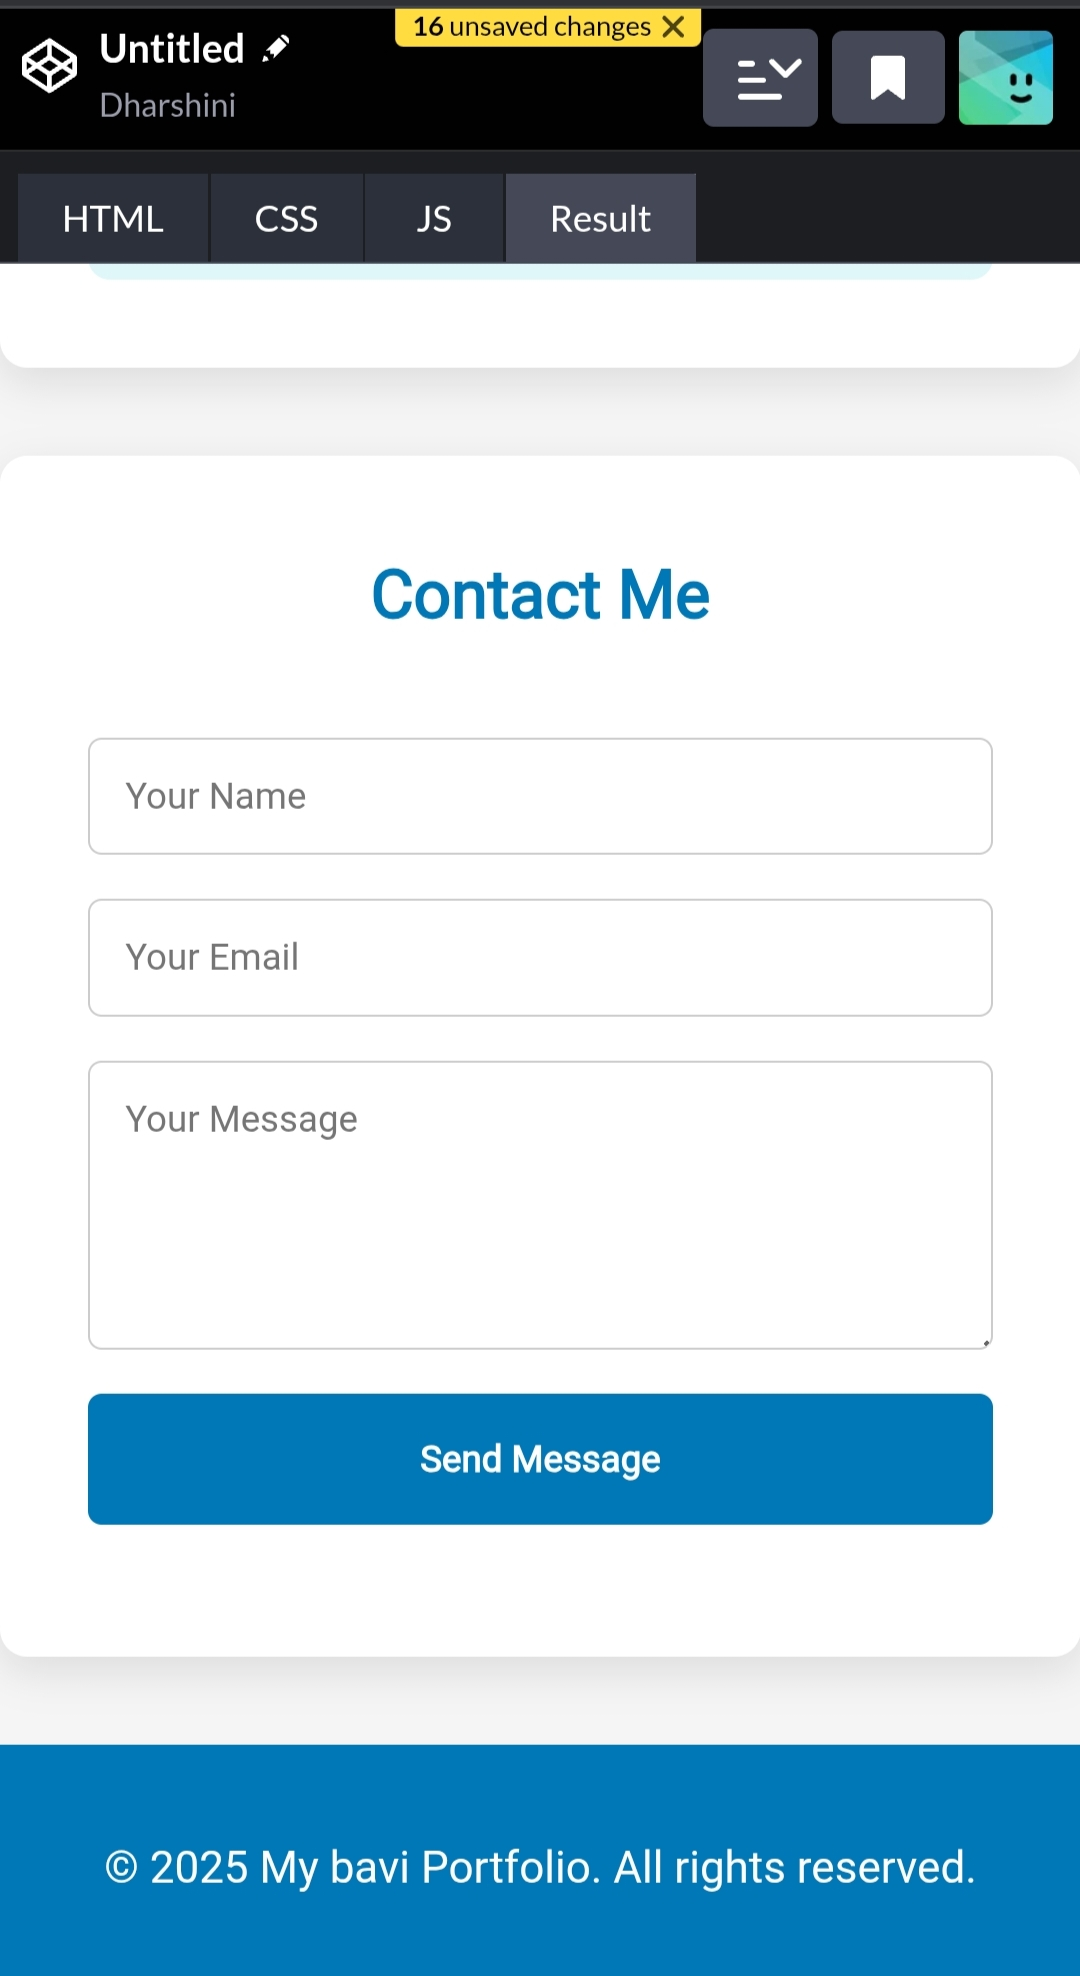 16 unsaved changes
Untitled
Dharshini
HTML CSS JS Result
Contact Me
Your Name
Your Email
Your Message
Send Message
© 2025 My bavi Portfolio. All rights reserved.